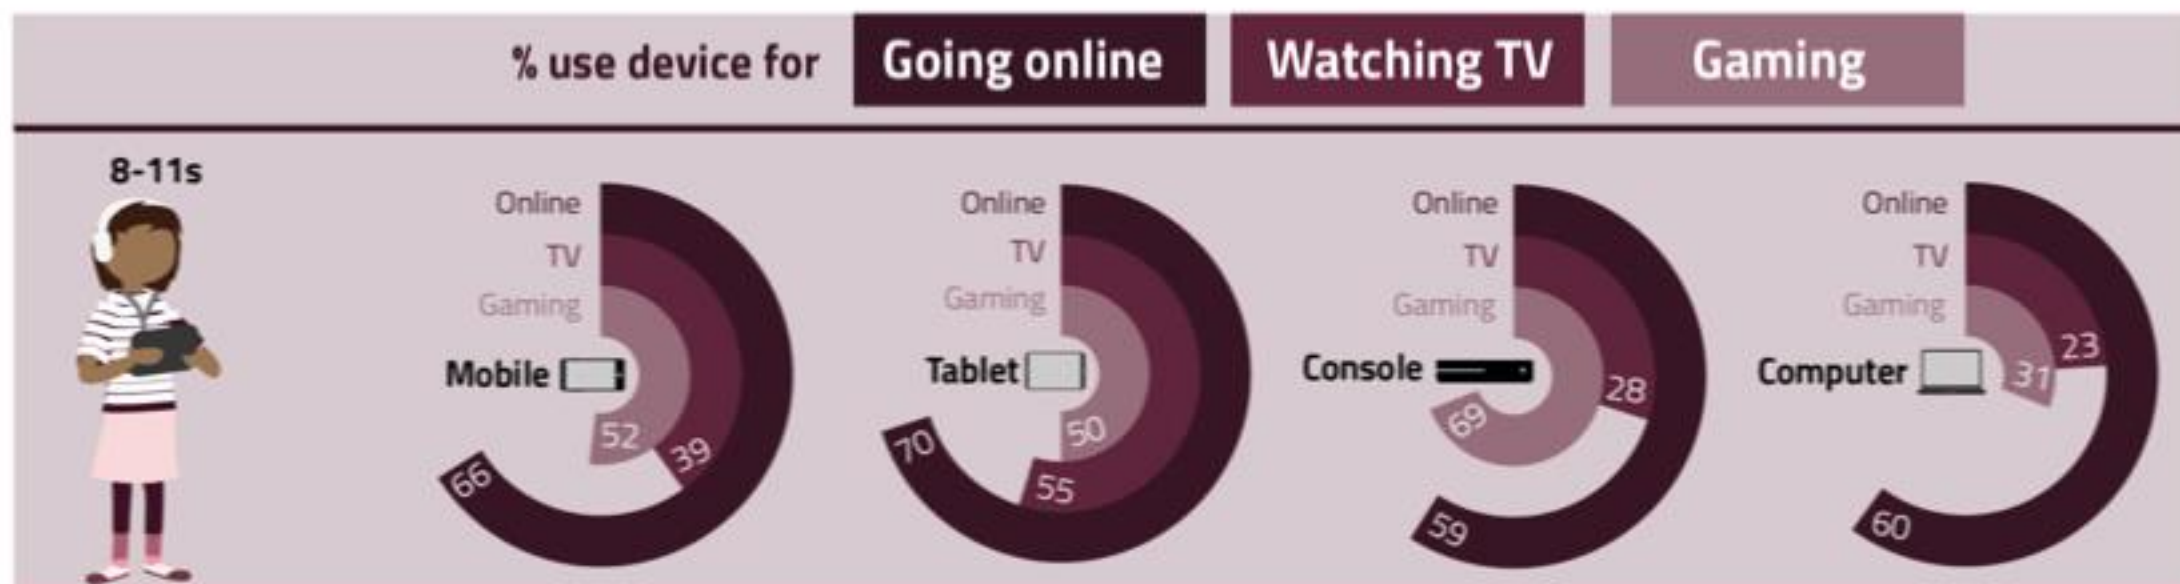 % use device for Going online Watching TV Gaming
8-11s
Online
TV
Gaming
Mobile
52
39
66
Online
TV
Gaming
Tablet
50
55
70
Online
TV
Gaming
Console
28
69
59
Online
TV
Gaming
Computer
23
31
60